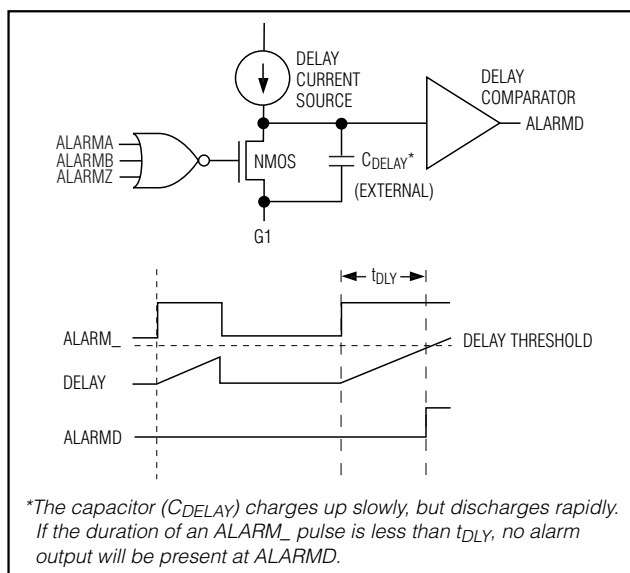 DELAY
CURRENT
SOURCE
DELAY
COMPARATOR
ALARMD
ALARMA
ALARMB
ALARMZ
NMOS
CDELAY*
(EXTERNAL)
G1
tDLY
ALARM_
DELAY THRESHOLD
DELAY
ALARMD
*The capacitor (CDELAY) charges up slowly, but discharges rapidly.
If the duration of an ALARM_ pulse is less than tDLY, no alarm
output will be present at ALARMD.